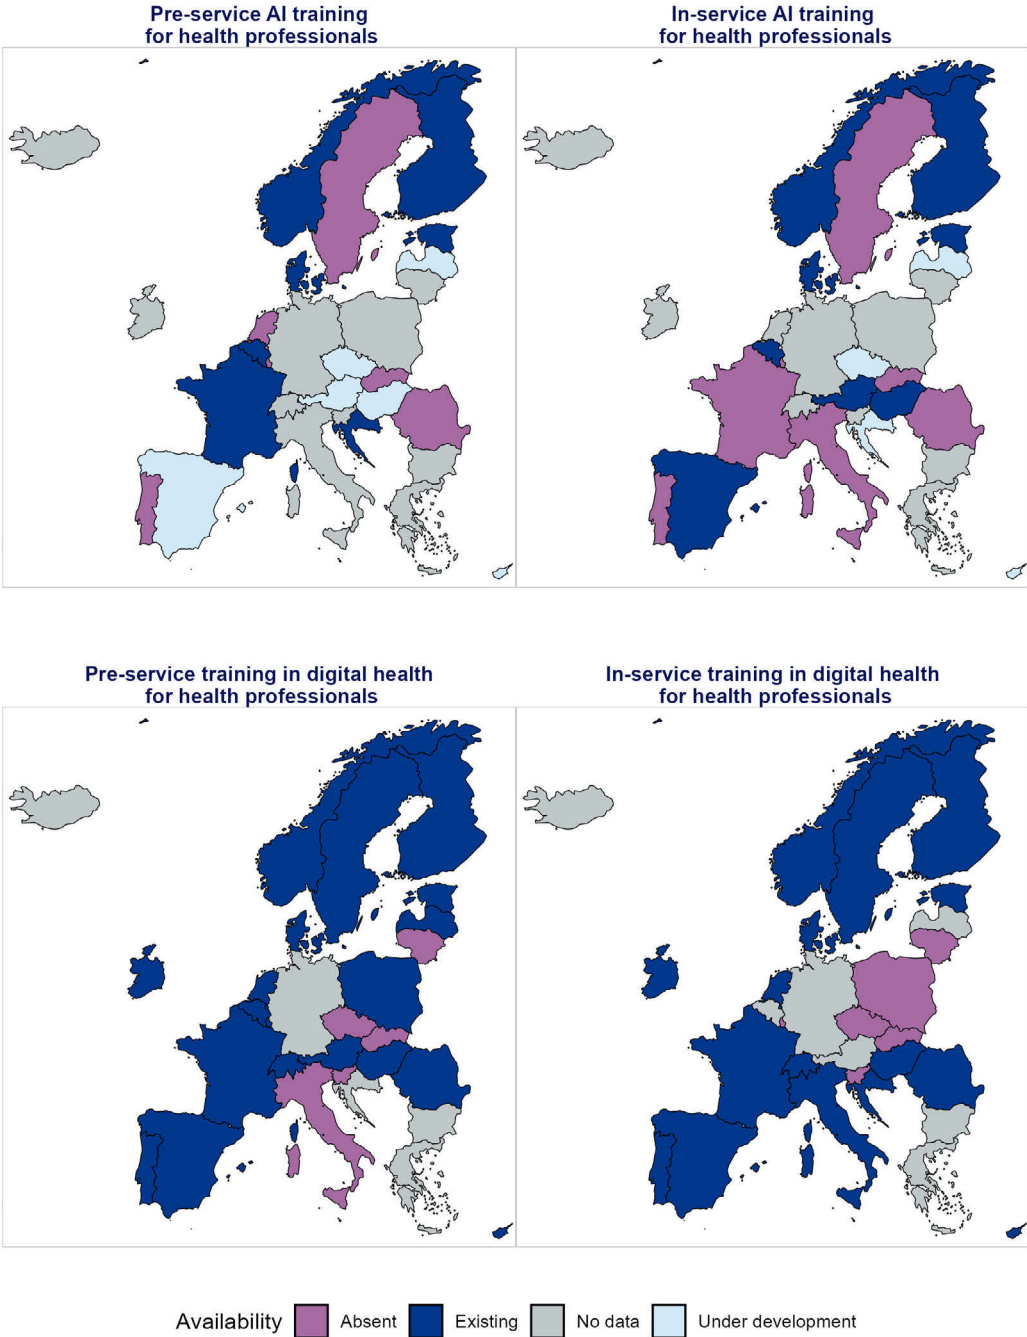 Pre-service AI training
for health professionals
In-service AI training
for health professionals
Pre-service training in digital health
for health professionals
In-service training in digital health
for health professionals
Availability Absent Existing No data Under development